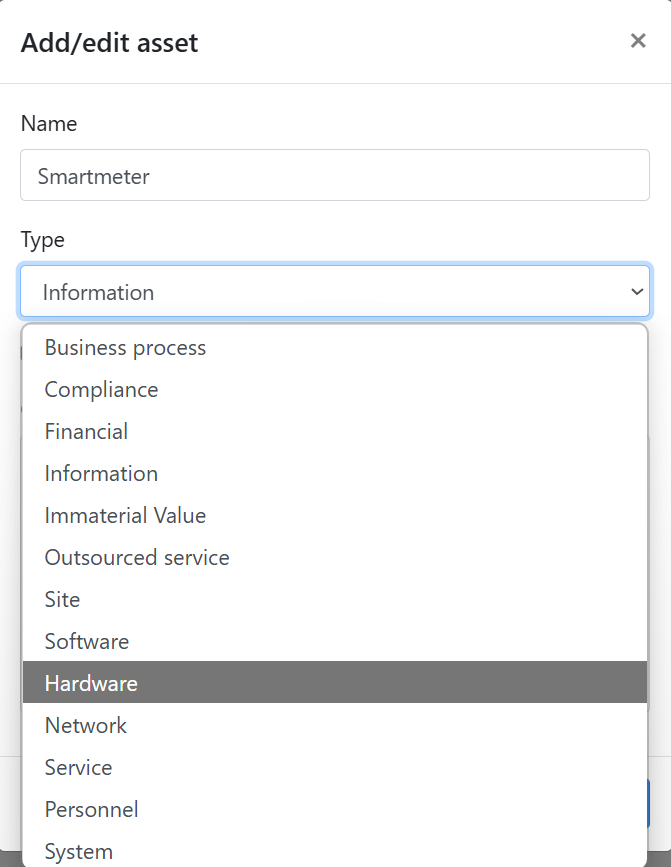 Add/edit asset
Name
Smartmeter
Type
Information
Business process
Compliance
Financial
Information
Immaterial Value
Outsourced service
Site
Software
Hardware
Network
Service
Personnel
System